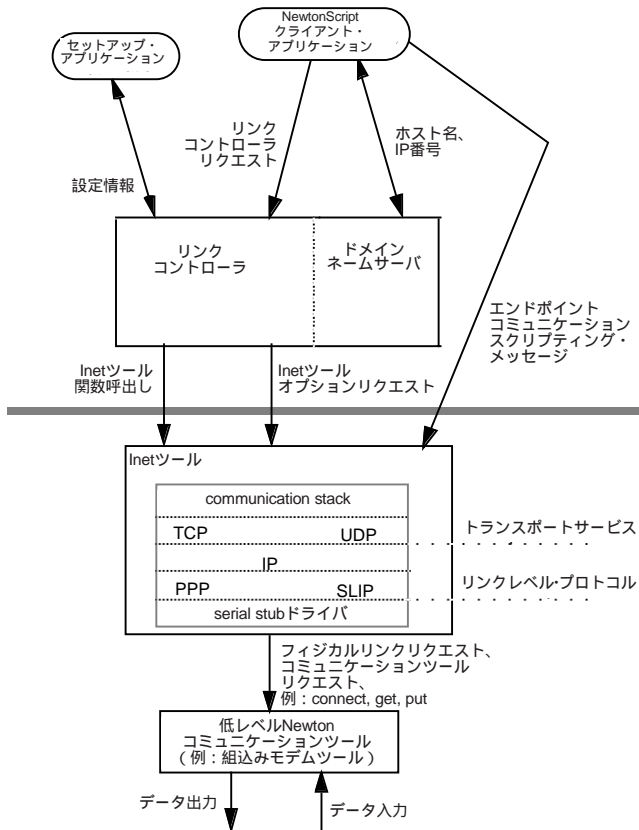 NewtonScript
クライアント・
アプリケーション
セットアップ・
アプリケーション
リンク
コントローラ
リクエスト
ホスト名、
IP番号
設定情報
リンク
コントローラ
ドメイン
ネームサーバ
エンドポイント
コミュニケーション
スクリプティング・
メッセージ
Inetツール
関数呼出し
Inetツール
オプションリクエスト
Inetツール
communication stack
TCP UDP
トランスポートサービス
IP
PPP SLIP
リンクレベル・プロトコル
serial stubドライバ
フィジカルリンクリクエスト、
コミュニケーションツール
リクエスト、
例：connect, get, put
低レベルNewton
コミュニケーションツール
（例：組込みモデムツール）
データ出力
データ入力